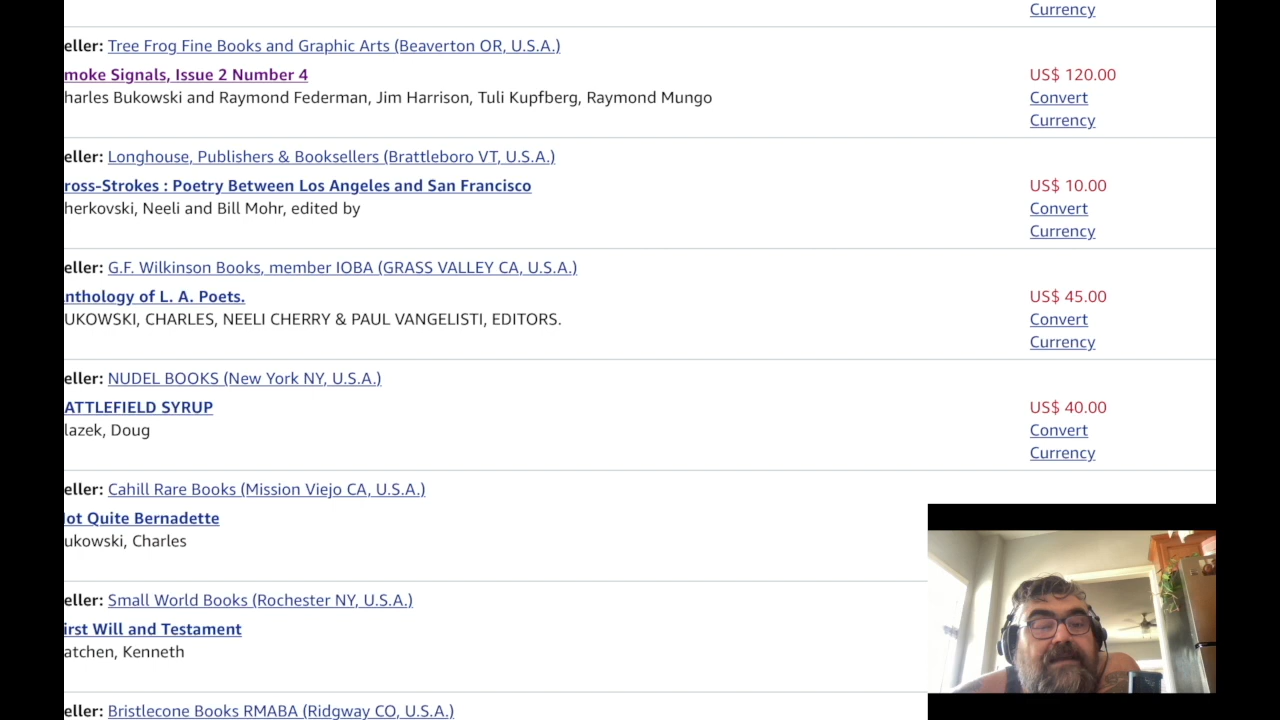 Currency
eller: Tree Frog Fine Books and Graphic Arts (Beaverton OR, U.S.A.)
moke Signals, Issue 2 Number 4
US$ 120.00
harles Bukowski and Raymond Federman, Jim Harrison, Tuli Kupfberg, Raymond Mungo
Convert
Currency
eller: Longhouse, Publishers & Booksellers (Brattleboro VT, U.S.A.)
ross-Strokes : Poetry Between Los Angeles and San Francisco
US$ 10.00
herkovski, Neeli and Bill Mohr, edited by
Convert
Currency
eller: G.F. Wilkinson Books, member IOBA (GRASS VALLEY CA, U.S.A.)
nthology of L. A. Poets.
US$ 45.00
UKOWSKI, CHARLES, NEELI CHERRY & PAUL VANGELISTI, EDITORS.
Convert
Currency
eller: NUDEL BOOKS (New York NY, U.S.A.)
ATTLEFIELD SYRUP
US$ 40.00
lazek, Doug
Convert
Currency
eller: Cahill Rare Books (Mission Viejo CA, U.S.A.)
ot Quite Bernadette
ukowski, Charles
eller: Small World Books (Rochester NY, U.S.A.)
irst Will and Testament
atchen, Kenneth
eller: Bristlecone Books RMABA (Ridgway CO, U.S.A.)